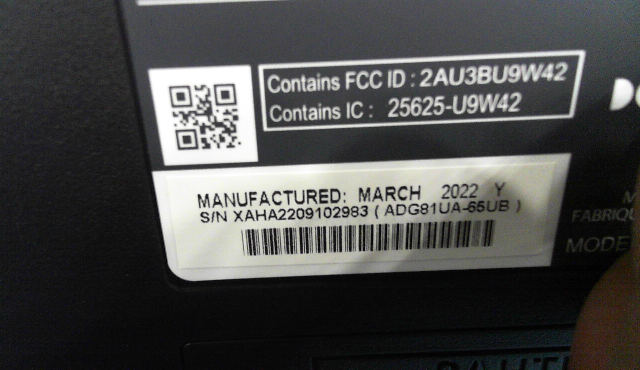 Contains FCC ID : 2AU3BU9W42
Contains IC : 25625-U9W42
MANUFACTURED: MARCH 2022 Y
S/N XAHA2209102983 ( ADG81UA-65UB )